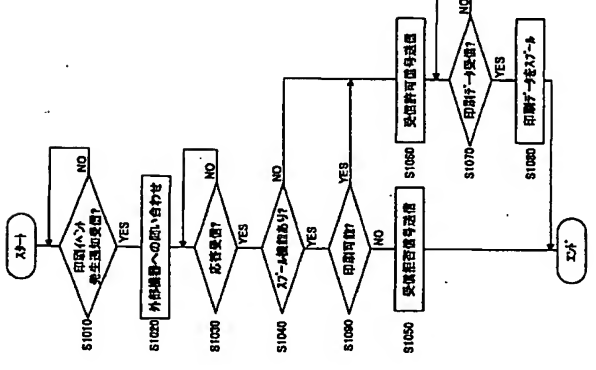 スタート
S1010
印刷イベント
発生通知受信?
NO
YES
S1020
外部機器への問い合わせ
S1030
応答受信?
NO
YES
S1040
スプール機能あり?
NO
YES
S1090
印刷可能?
YES
NO
S1050
受信拒否信号送信
S1060
受信許可信号送信
S1070
印刷データ受信?
NO
YES
S1080
印刷データをスプール
エンド